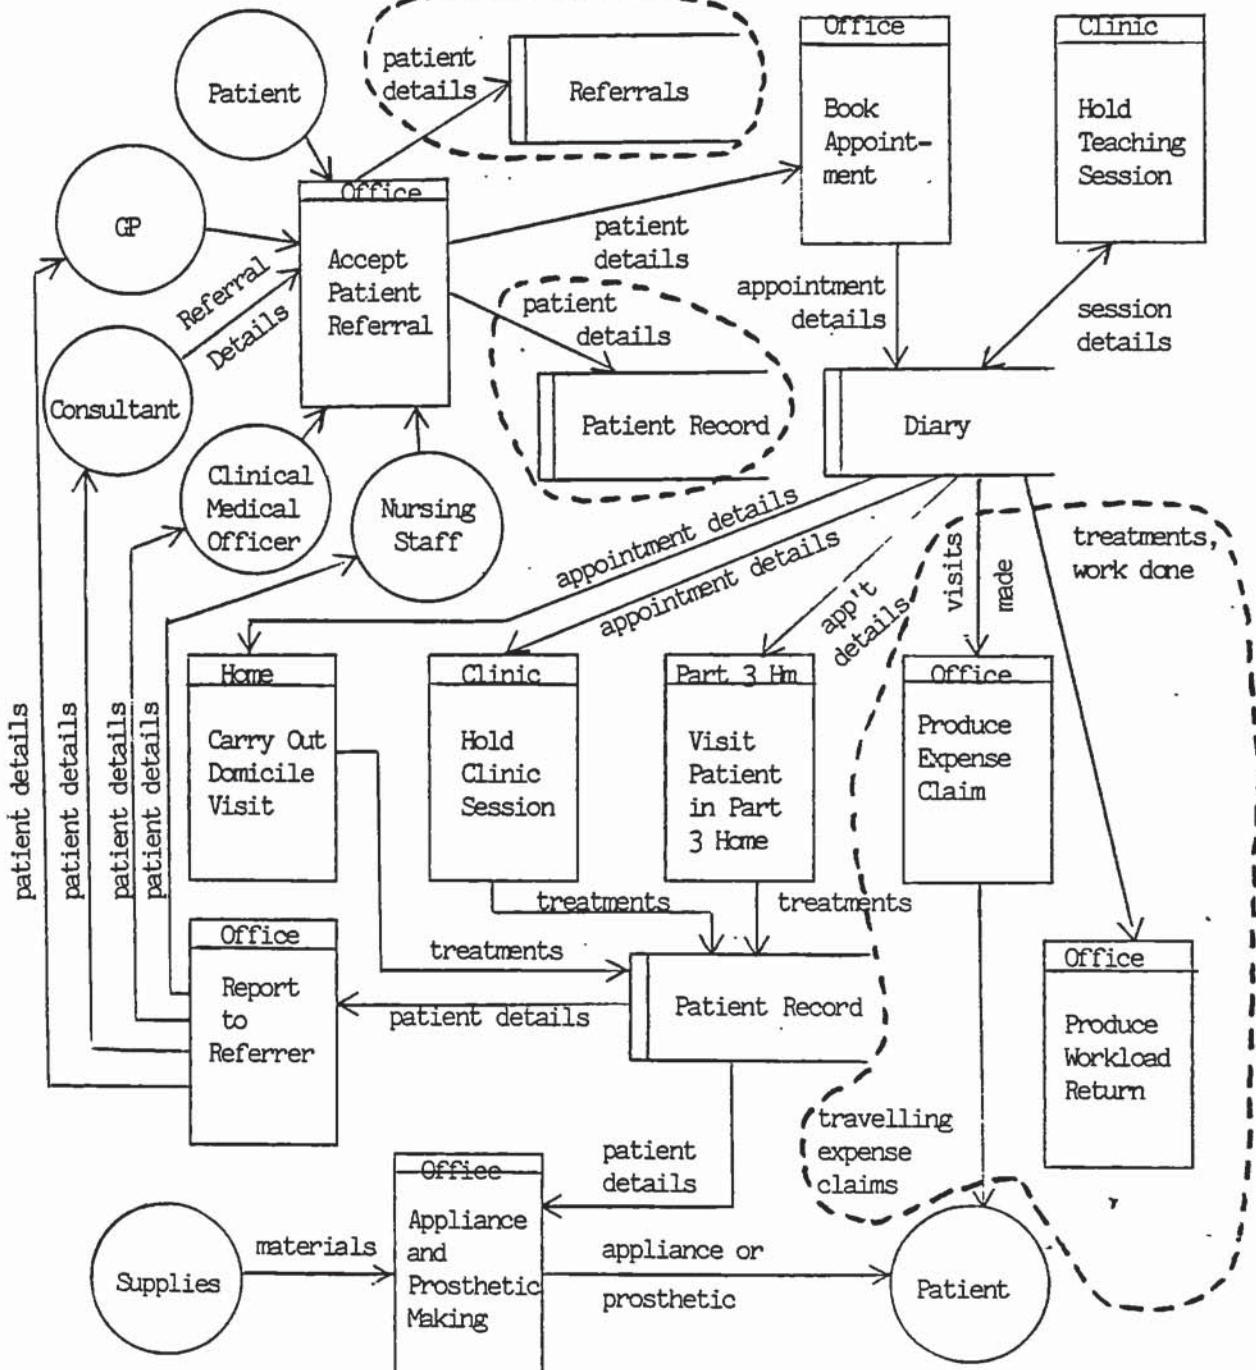 Office
Clinic
patient
details
Referrals
Patient
Book
Appoint-
ment
Hold
Teaching
Session
GP
Office
Accept
Patient
Referral
Referral
Details
patient
details
patient
details
appointment
details
session
details
Consultant
Patient Record
Diary
Clinical
Medical
Officer
Nursing
Staff
appointment details
appointment details
app't
details
visits
made
treatments,
work done
Home
Carry Out
Domicile
Visit
Clinic
Hold
Clinic
Session
Part 3 Hm
Visit
Patient
in Part
3 Home
Office
Produce
Expense
Claim
patient details
patient details
patient details
patient details
treatments
treatments
treatments
Office
Report
to
Referrer
patient details
Patient Record
Office
Produce
Workload
Return
travelling
expense
claims
patient
details
Office
Appliance
and
Prosthetic
Making
materials
Supplies
appliance or
prosthetic
Patient